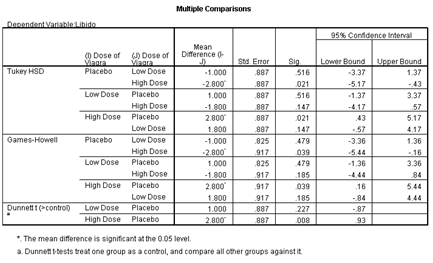 Multiple Comparisons
Dependent Variable:Libido
95% Confidence Interval
(I) Dose of Viagra (J) Dose of Viagra Mean Difference (I-J) Std. Error Sig. Lower Bound Upper Bound
Tukey HSD Placebo Low Dose -1.000 .887 .516 -3.37 1.37
High Dose -2.800* .887 .021 -5.17 -.43
Low Dose Placebo 1.000 .887 .516 -1.37 3.37
High Dose -1.800 .887 .147 -4.17 .57
High Dose Placebo 2.800* .887 .021 .43 5.17
Low Dose 1.800 .887 .147 -.57 4.17
Games-Howell Placebo Low Dose -1.000 .825 .479 -3.36 1.36
High Dose -2.800* .917 .039 -5.44 -.16
Low Dose Placebo 1.000 .825 .479 -1.36 3.36
High Dose -1.800 .917 .185 -4.44 .84
High Dose Placebo 2.800* .917 .039 .16 5.44
Low Dose 1.800 .917 .185 -.84 4.44
Dunnett t (>control) a Low Dose Placebo 1.000 .887 .227 -.87
High Dose Placebo 2.800* .887 .008 .93
*. The mean difference is significant at the 0.05 level.
a. Dunnett t-tests treat one group as a control, and compare all other groups against it.